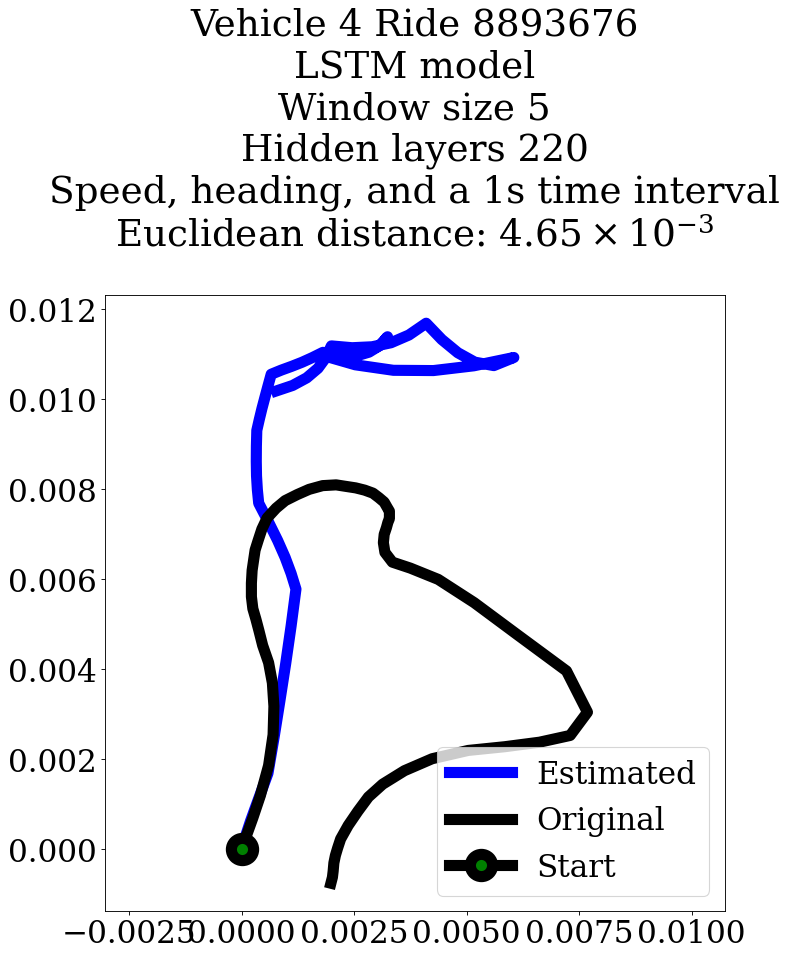 Vehicle 4 Ride 8893676
LSTM model
Window size 5
Hidden layers 220
Speed, heading, and a 1s time interval
Euclidean distance: 4.65 × 10⁻³
0.012
0.010
0.008
0.006
0.004
0.002
0.000
Estimated
Original
Start
−0.0025 0.0000 0.0025 0.0050 0.0075 0.0100